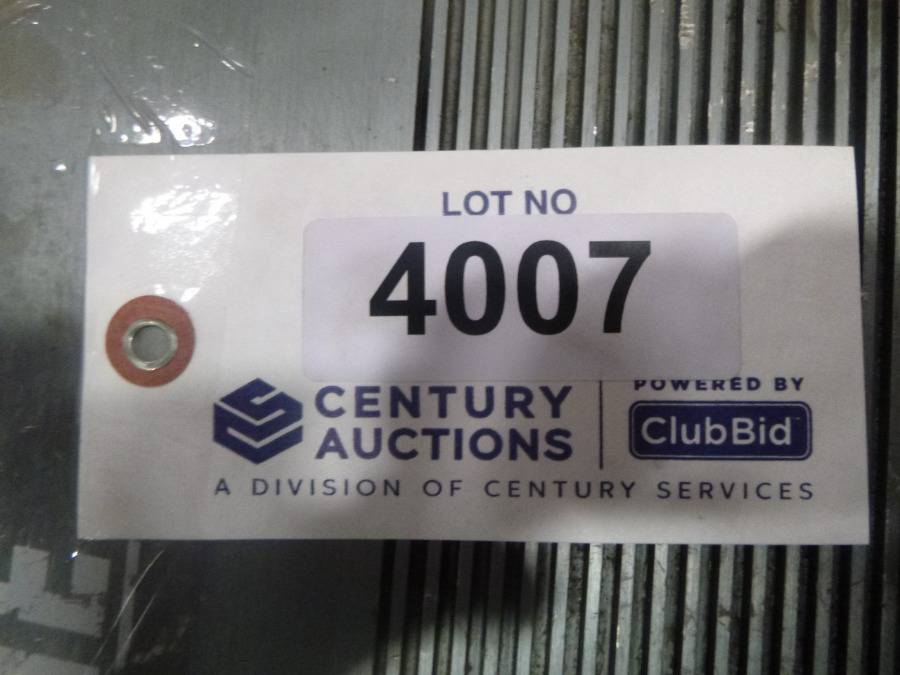 LOT NO
4007
CENTURY
AUCTIONS
POWERED BY
ClubBid
A DIVISION OF CENTURY SERVICES